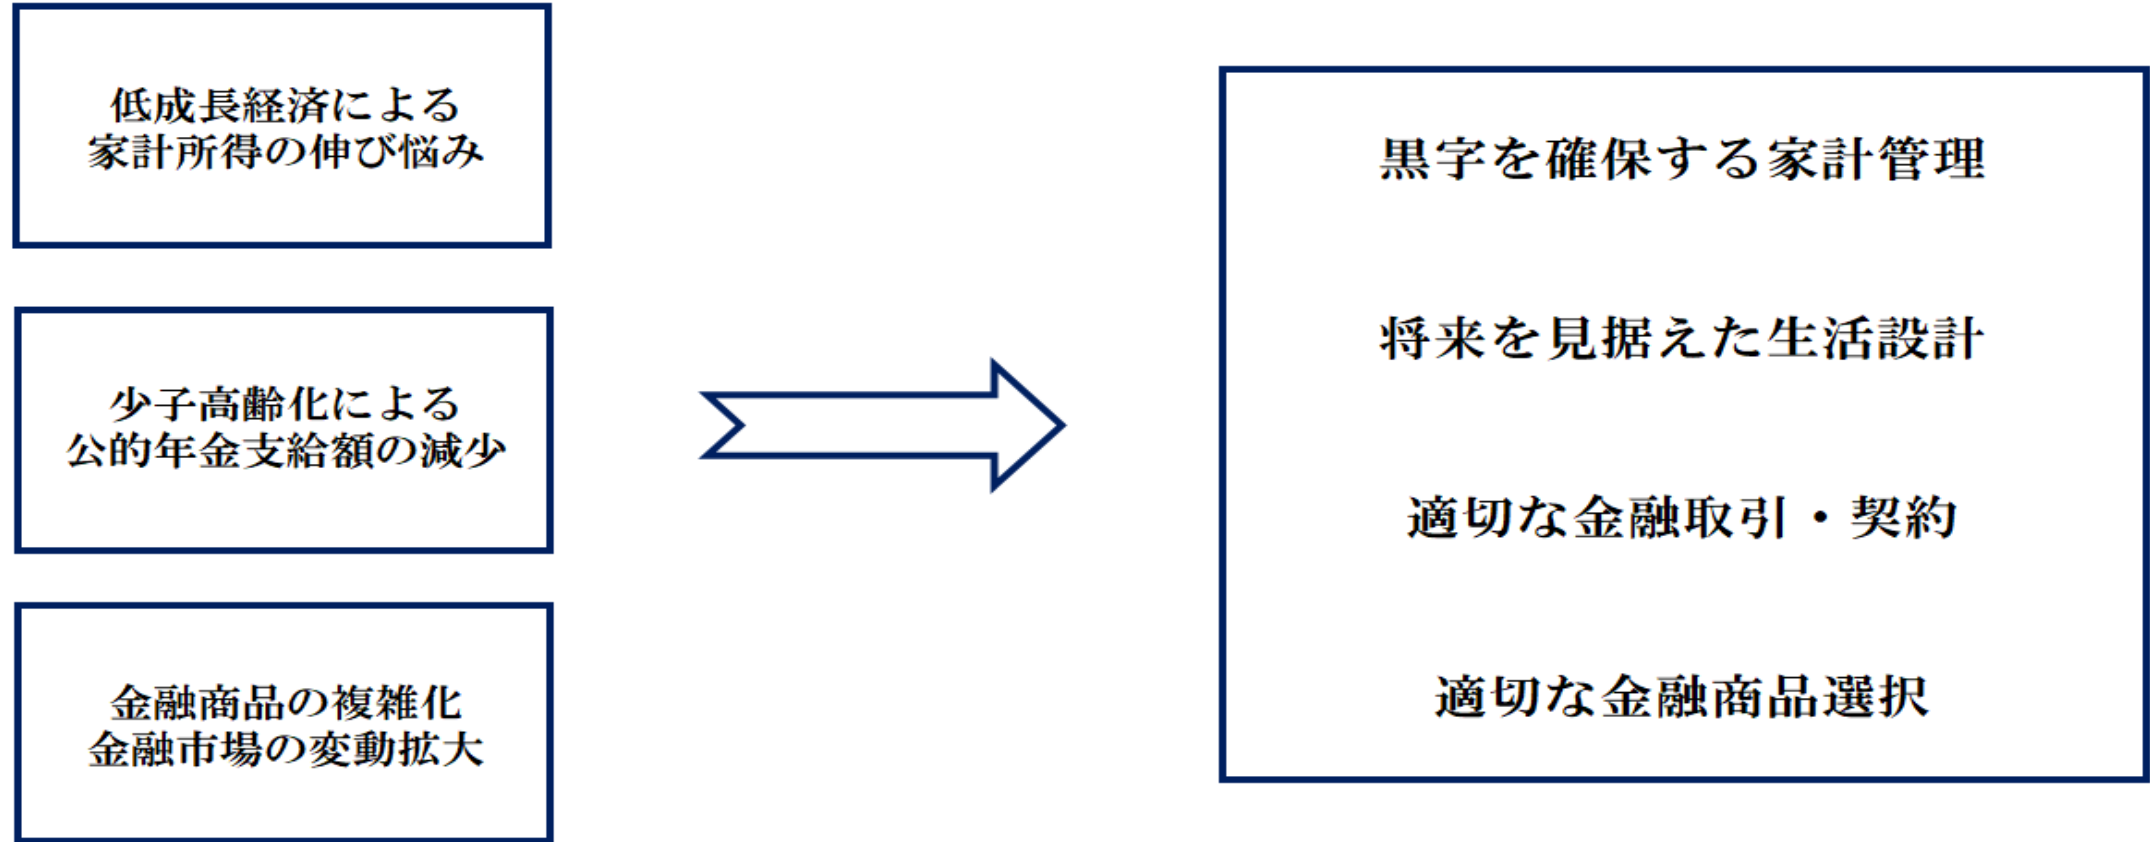 低成長経済による
家計所得の伸び悩み
少子高齢化による
公的年金支給額の減少
金融商品の複雑化
金融市場の変動拡大
黒字を確保する家計管理
将来を見据えた生活設計
適切な金融取引・契約
適切な金融商品選択